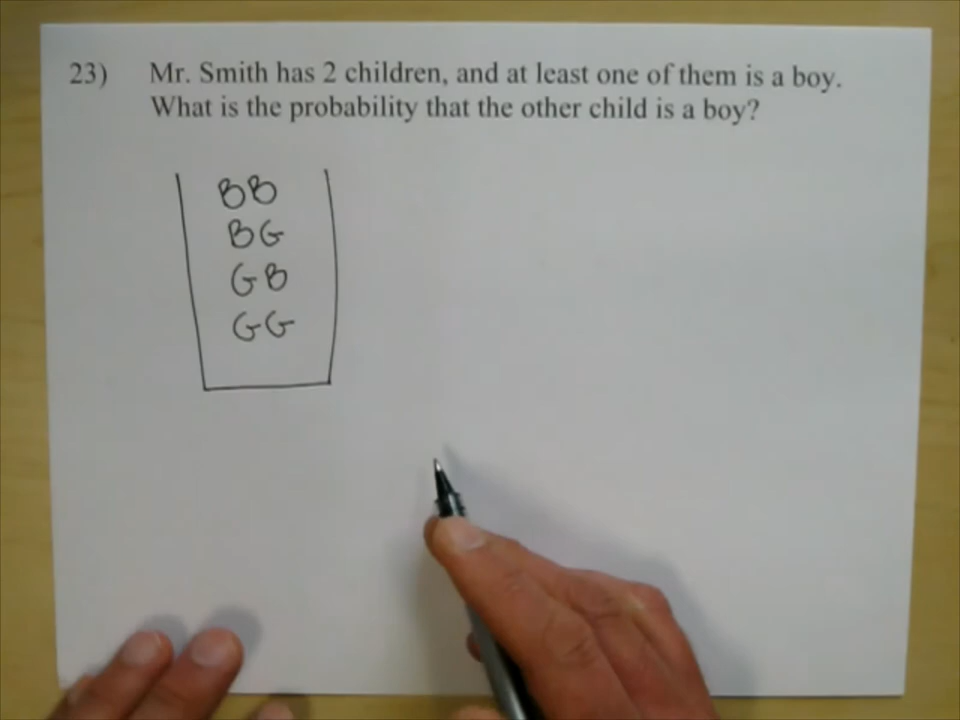 23) Mr. Smith has 2 children, and at least one of them is a boy.
What is the probability that the other child is a boy?
BB
BG
GB
GG